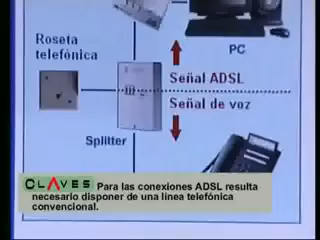 Roseta
telefónica
PC
Señal ADSL
Señal de voz
Splitter
CLAVES Para las conexiones ADSL resulta
necesario disponer de una línea telefónica
convencional.